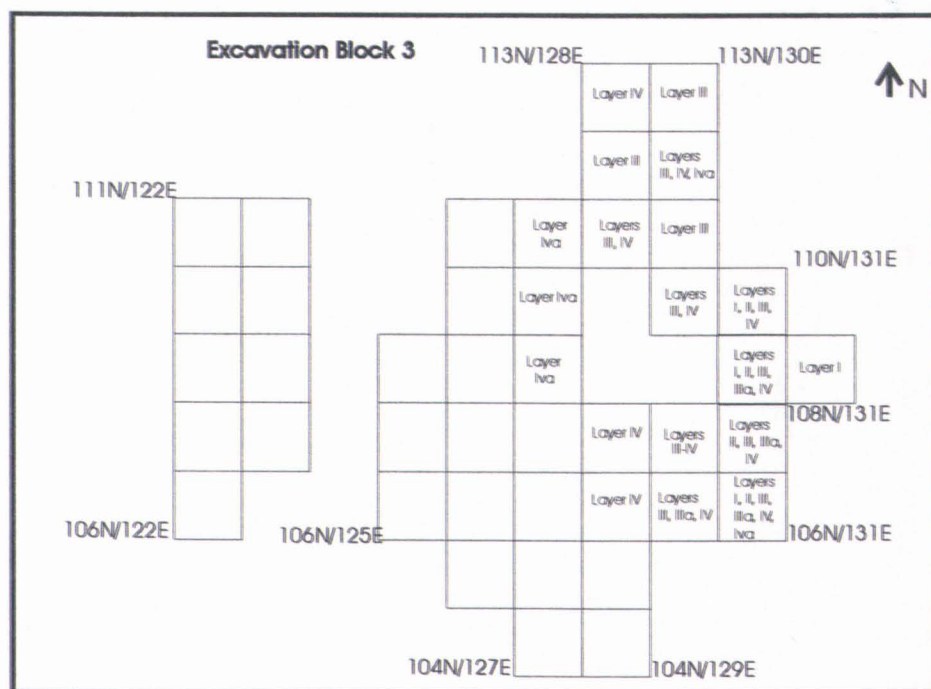 Excavation Block 3
113N/128E
113N/130E
N
Layer IV
Layer III
Layer III
Layers
III, IV, Iva
111N/122E
Layer
Iva
Layers
III, IV
Layer III
110N/131E
Layer Iva
Layers
III, IV
Layers
I, II, III,
IV
Layer
Iva
Layers
I, II, III,
IIIa, IV
Layer I
108N/131E
Layer IV
Layers
III-IV
Layers
II, III, IIIa,
IV
Layer IV
Layers
III, IIIa, IV
Layers
I, II, III,
IIIa, IV,
Iva
106N/122E
106N/125E
106N/131E
104N/127E
104N/129E